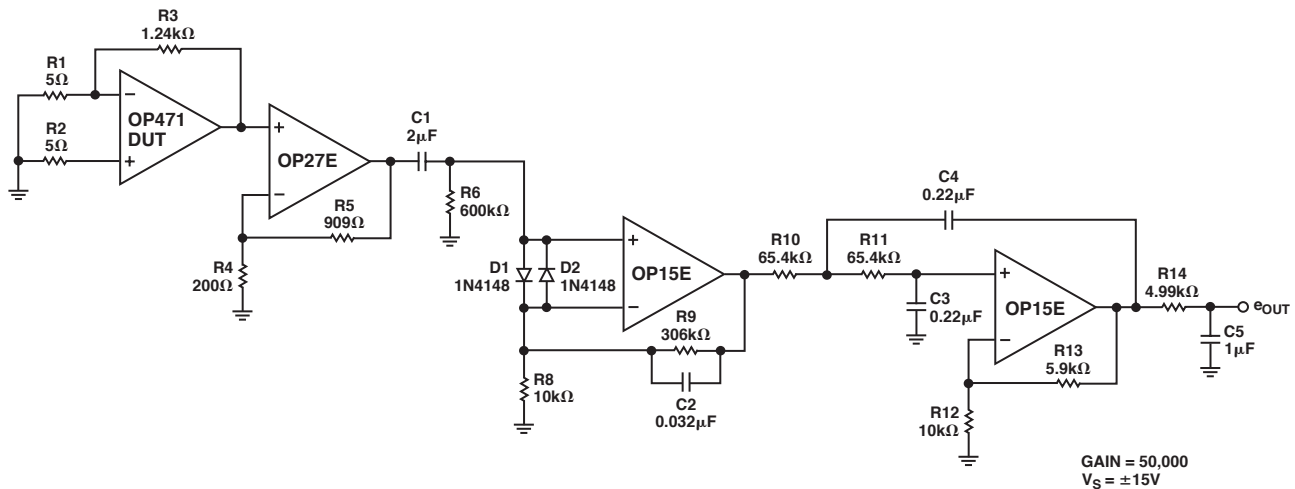 R3
1.24kΩ
R1
5Ω
−
OP471
DUT
+
R2
5Ω
+
OP27E
−
R5
909Ω
R4
200Ω
C1
2μF
R6
600kΩ
D1
1N4148
D2
1N4148
+
OP15E
−
R9
306kΩ
C2
0.032μF
R8
10kΩ
R10
65.4kΩ
R11
65.4kΩ
C4
0.22μF
C3
0.22μF
+
OP15E
−
R13
5.9kΩ
R12
10kΩ
R14
4.99kΩ
eOUT
C5
1μF
GAIN = 50,000
VS = ±15V